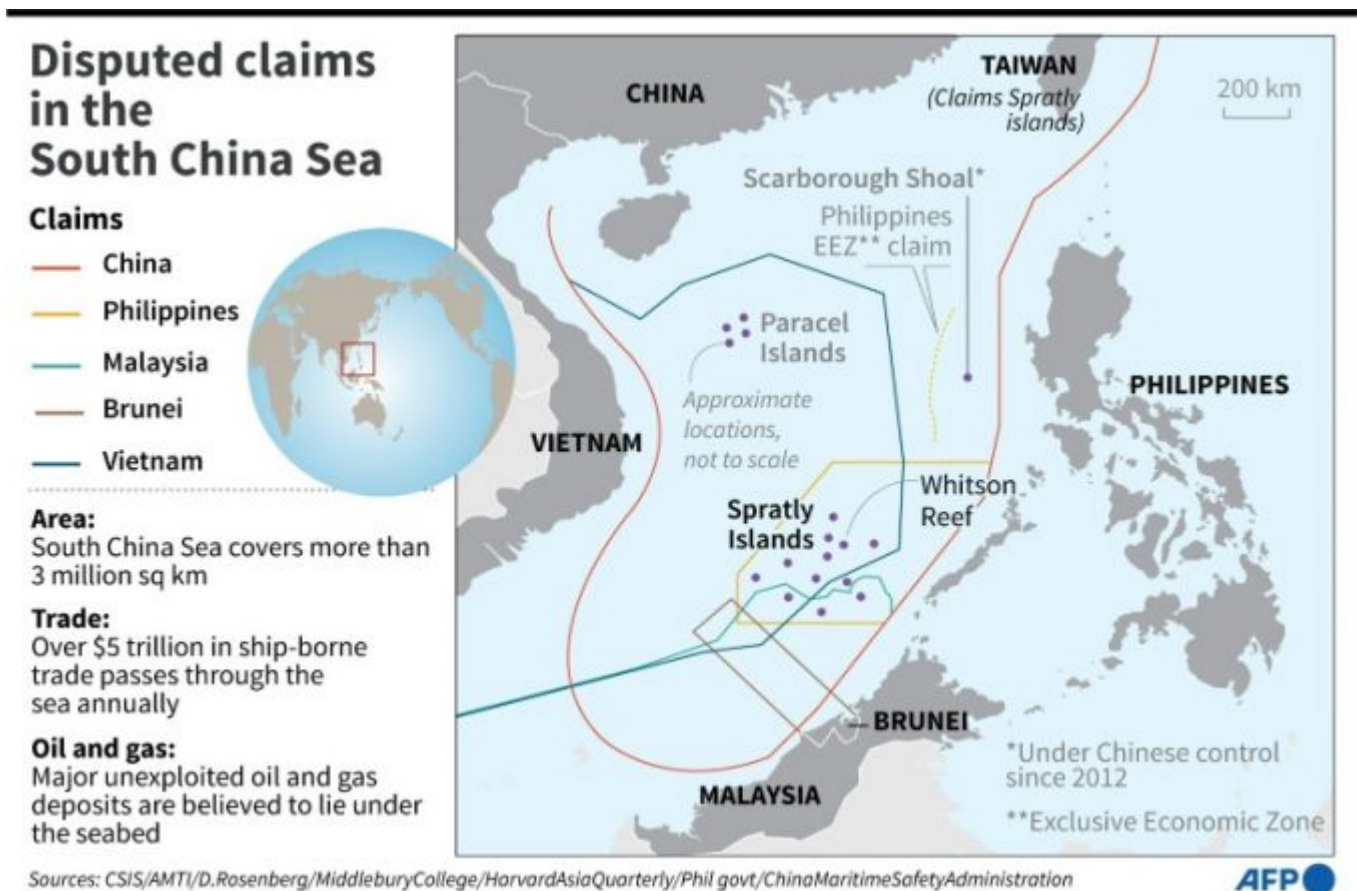 Disputed claims
in the
South China Sea
Claims
China
Philippines
Malaysia
Brunei
Vietnam
Area:
South China Sea covers more than
3 million sq km
Trade:
Over $5 trillion in ship-borne
trade passes through the
sea annually
Oil and gas:
Major unexploited oil and gas
deposits are believed to lie under
the seabed
CHINA
TAIWAN
(Claims Spratly
islands)
200 km
Scarborough Shoal*
Philippines
EEZ** claim
Paracel
Islands
Approximate
locations,
not to scale
PHILIPPINES
VIETNAM
Whitson
Reef
Spratly
Islands
BRUNEI
MALAYSIA
*Under Chinese control
since 2012
**Exclusive Economic Zone
Sources: CSIS/AMTI/D.Rosenberg/MiddleburyCollege/HarvardAsiaQuarterly/Phil govt/ChinaMaritimeSafetyAdministration
AFP